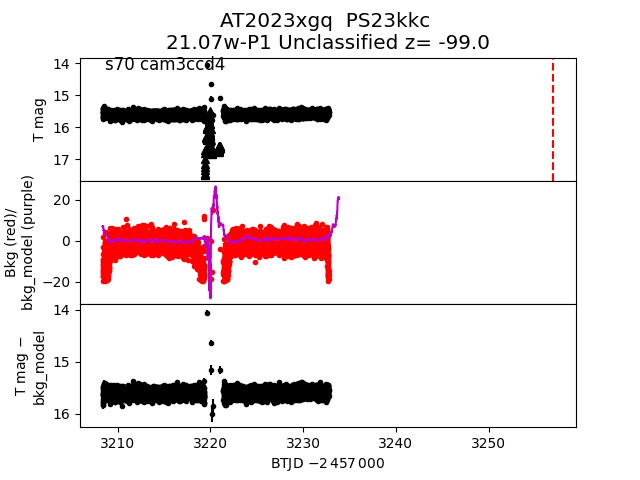 AT2023xgq  PS23kkc
21.07w-P1 Unclassified z= -99.0
s70 cam3ccd4
14
15
16
17
T mag
20
0
−20
Bkg (red)/
bkg_model (purple)
14
15
16
T mag −
bkg_model
3210 3220 3230 3240 3250
BTJD −2 457 000